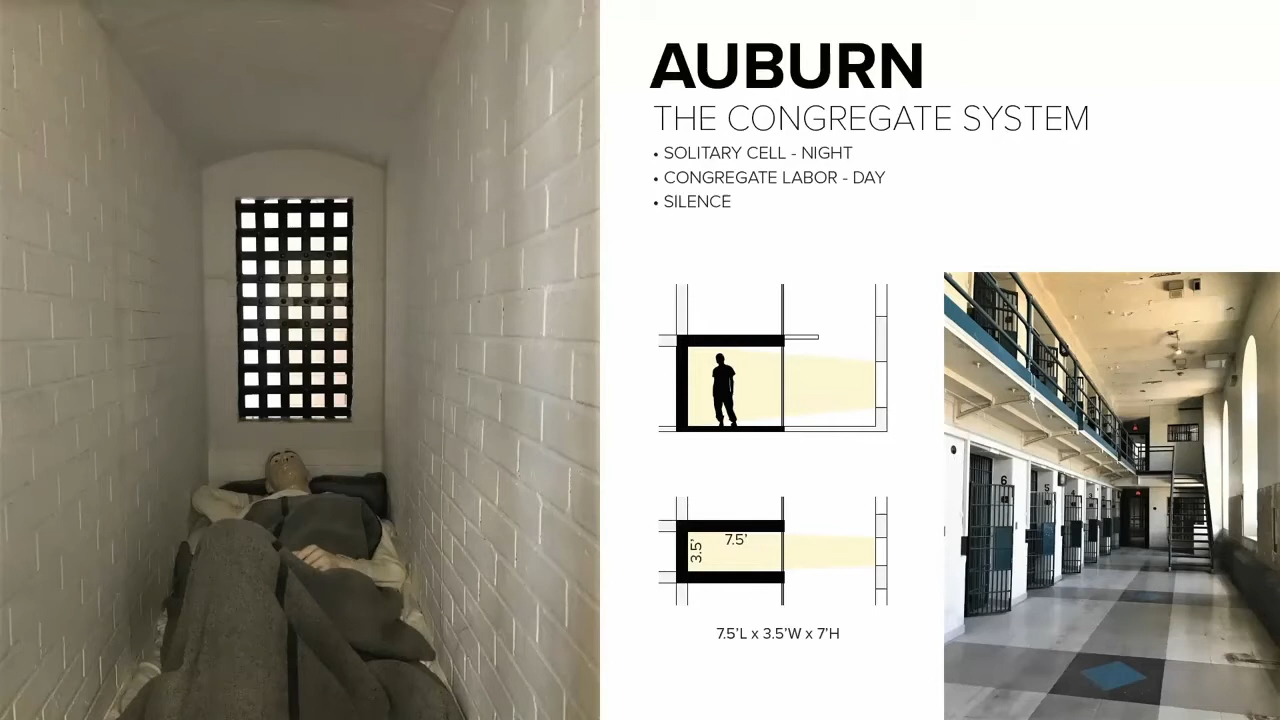 AUBURN
THE CONGREGATE SYSTEM
• SOLITARY CELL - NIGHT
• CONGREGATE LABOR - DAY
• SILENCE
3.5'
7.5'
7.5'L x 3.5'W x 7'H
6
5